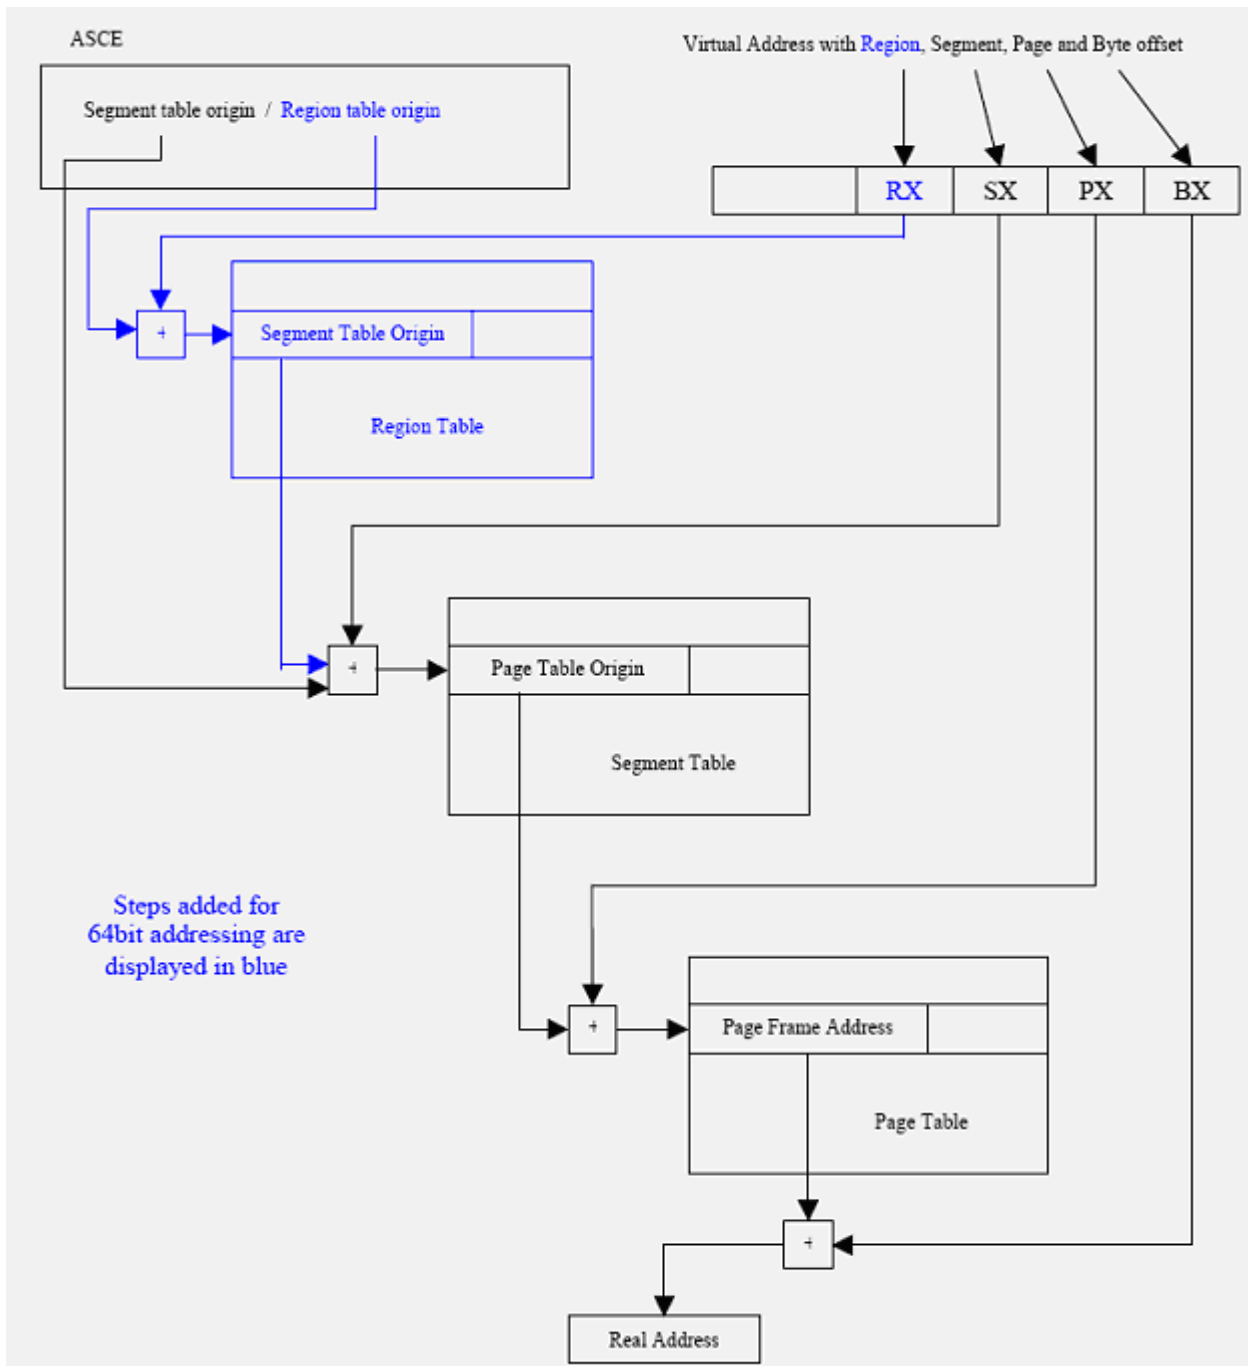 ASCE
Virtual Address with Region, Segment, Page and Byte offset
Segment table origin / Region table origin
RX SX PX BX
+
Segment Table Origin
Region Table
+
Page Table Origin
Segment Table
Steps added for
64bit addressing are
displayed in blue
+
Page Frame Address
Page Table
+
Real Address